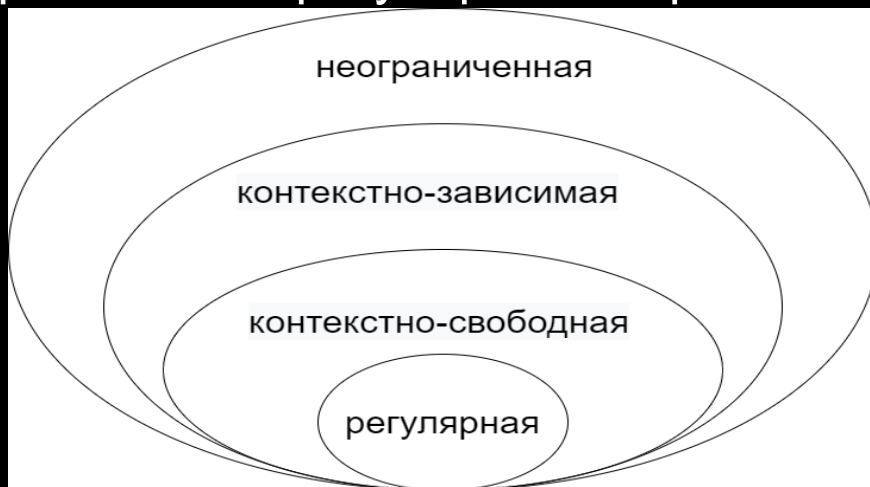 неограниченная
контекстно-зависимая
контекстно-свободная
регулярная